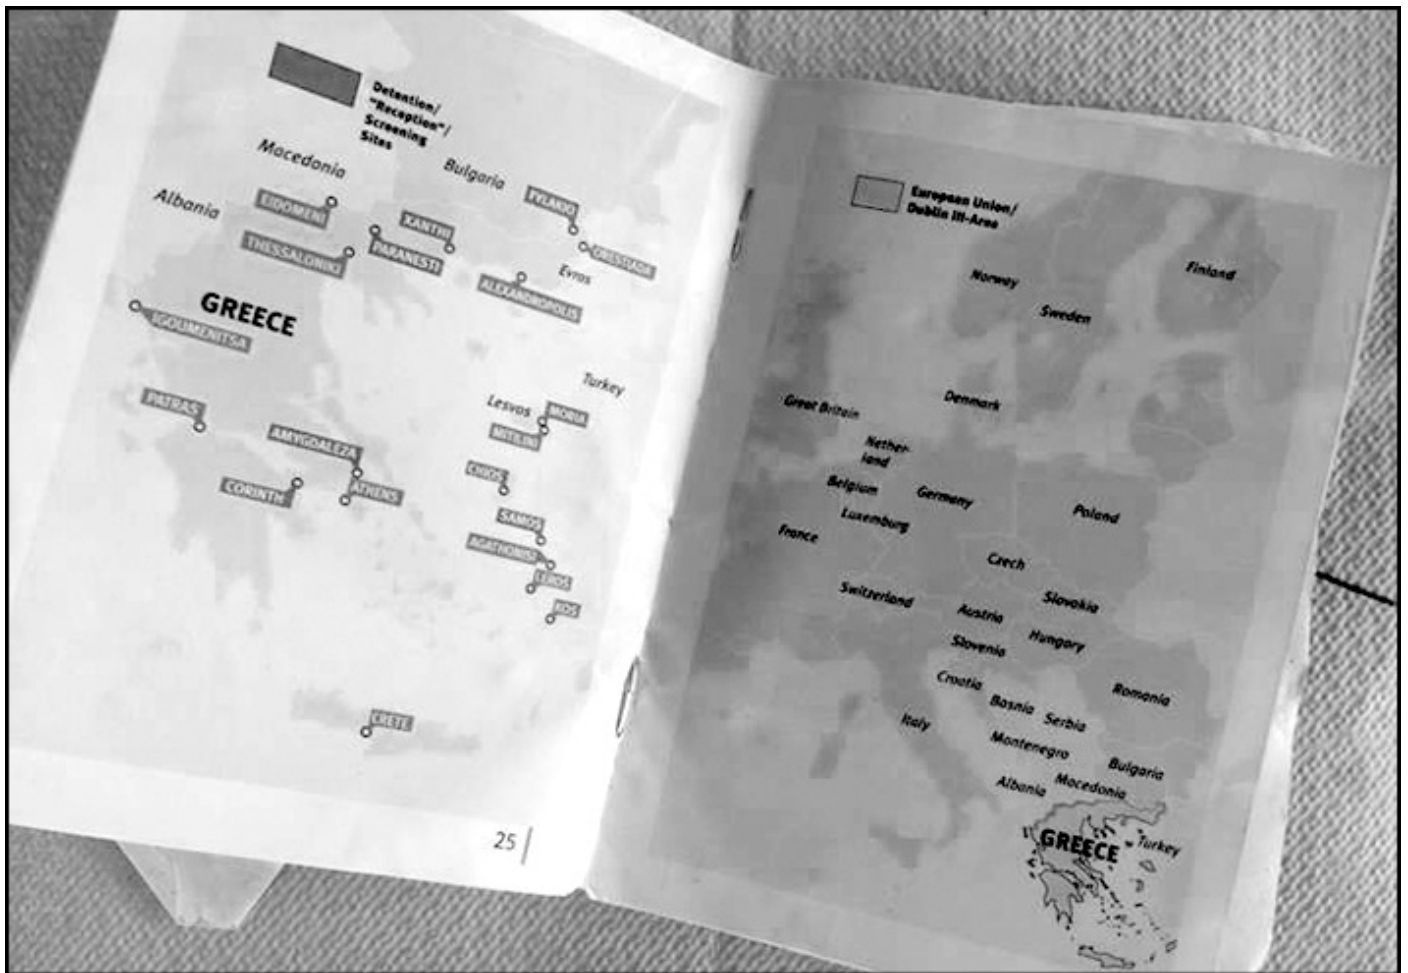 Detention/
"Reception"/
Screening
Sites
Macedonia
Bulgaria
Albania
EIDOMENI
XANTHI
FYLAKIO
THESSALONIKI
PARANESTI
ORESTIADA
Evros
ALEXANDROPOLIS
GREECE
IGOUMENITSA
Turkey
PATRAS
Lesvos
MORIA
MITILINI
AMYGDALEZA
CHIOS
CORINTH
ATHENS
SAMOS
AGATHONISI
LEROS
KOS
CRETE
25
European Union/
Dublin III-Area
Norway
Finland
Sweden
Denmark
Great Britain
Nether-
land
Belgium
Germany
Luxemburg
Poland
France
Czech
Switzerland
Slovakia
Austria
Hungary
Slovenia
Croatia
Romania
Bosnia
Serbia
Italy
Montenegro
Bulgaria
Albania
Macedonia
GREECE
Turkey